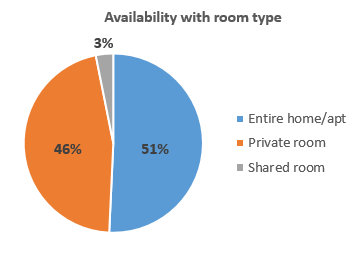 Availability with room type
3%
46%
51%
Entire home/apt
Private room
Shared room